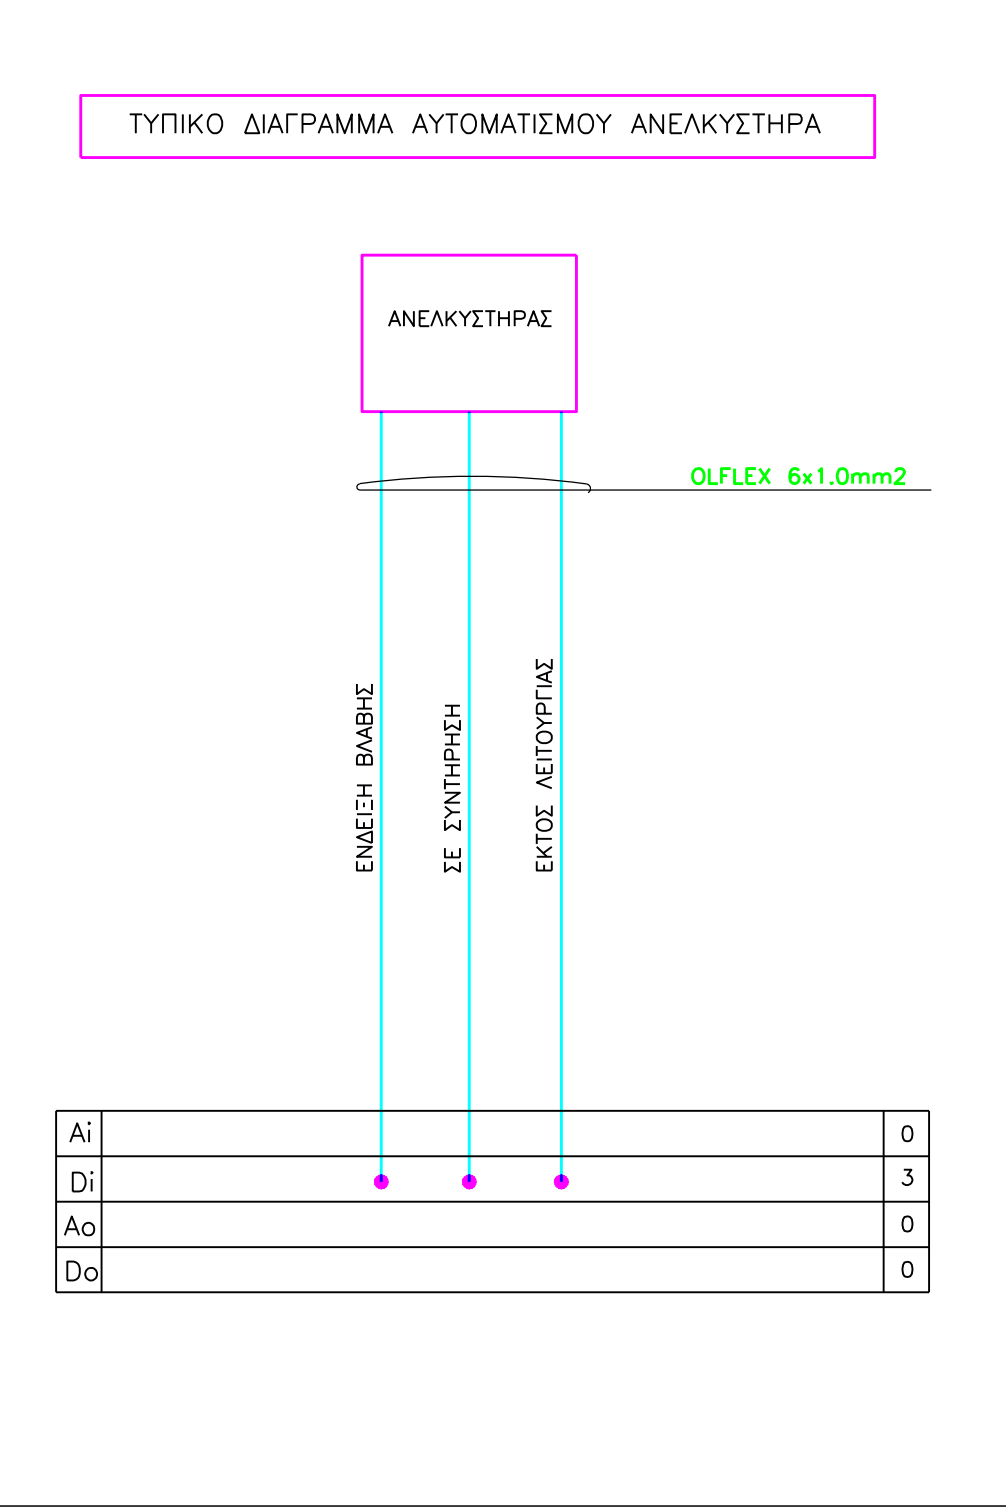 ΤΥΠΙΚΟ ΔΙΑΓΡΑΜΜΑ ΑΥΤΟΜΑΤΙΣΜΟΥ ΑΝΕΛΚΥΣΤΗΡΑ
ΑΝΕΛΚΥΣΤΗΡΑΣ
OLFLEX 6x1.0mm2
ΕΝΔΕΙΞΗ ΒΛΑΒΗΣ
ΣΕ ΣΥΝΤΗΡΗΣΗ
ΕΚΤΟΣ ΛΕΙΤΟΥΡΓΙΑΣ
Ai 0
Di 3
Ao 0
Do 0